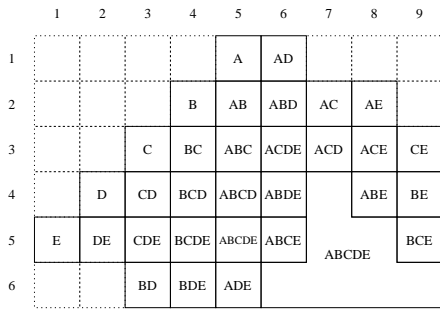 1 2 3 4 5 6 7 8 9
1 A AD
2 B AB ABD AC AE
3 C BC ABC ACDE ACD ACE CE
4 D CD BCD ABCD ABDE ABE BE
5 E DE CDE BCDE ABCDE ABCE BCE
ABCDE
6 BD BDE ADE